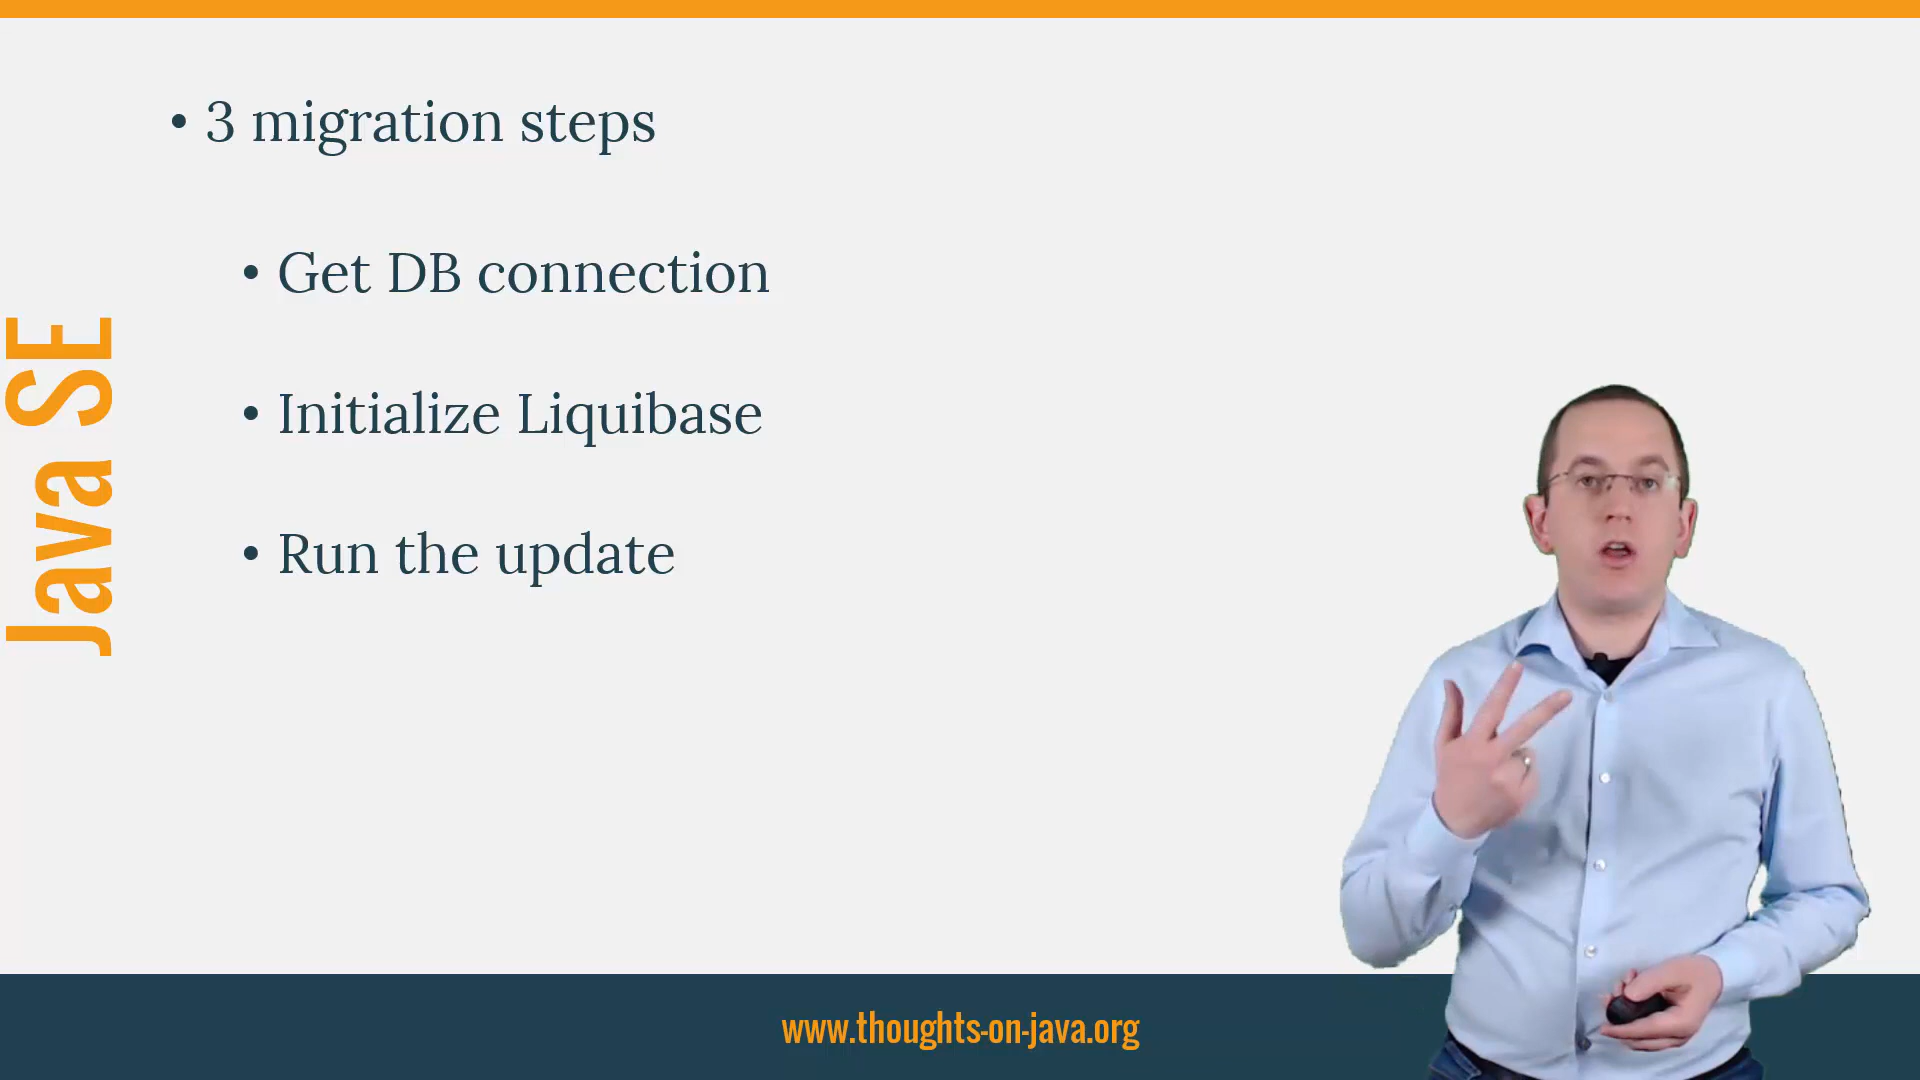 • 3 migration steps
• Get DB connection
• Initialize Liquibase
• Run the update
Java SE
www.thoughts-on-java.org